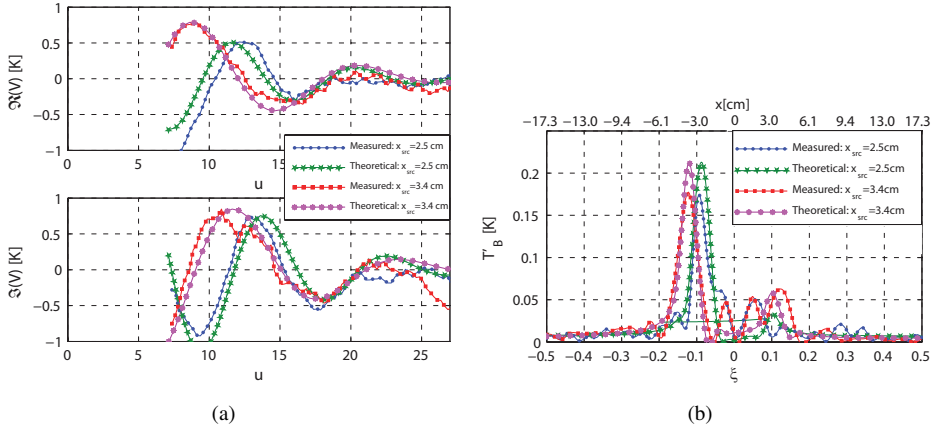 1
0.5
0
−0.5
−1
ℜ(V) [K]
0 5 10 15 20 25
u
Measured: x_src=2.5 cm
Theoretical: x_src=2.5 cm
Measured: x_src=3.4 cm
Theoretical: x_src=3.4 cm
1
0.5
0
−0.5
−1
ℑ(V) [K]
0 5 10 15 20 25
u
(a)
x[cm]
−17.3 −13.0 −9.4 −6.1 −3.0 0 3.0 6.1 9.4 13.0 17.3
Measured: x_src=2.5cm
Theoretical: x_src=2.5cm
Measured: x_src=3.4cm
Theoretical: x_src=3.4cm
0.2
0.15
0.1
0.05
0
T'_B [K]
−0.5 −0.4 −0.3 −0.2 −0.1 0 0.1 0.2 0.3 0.4 0.5
ξ
(b)